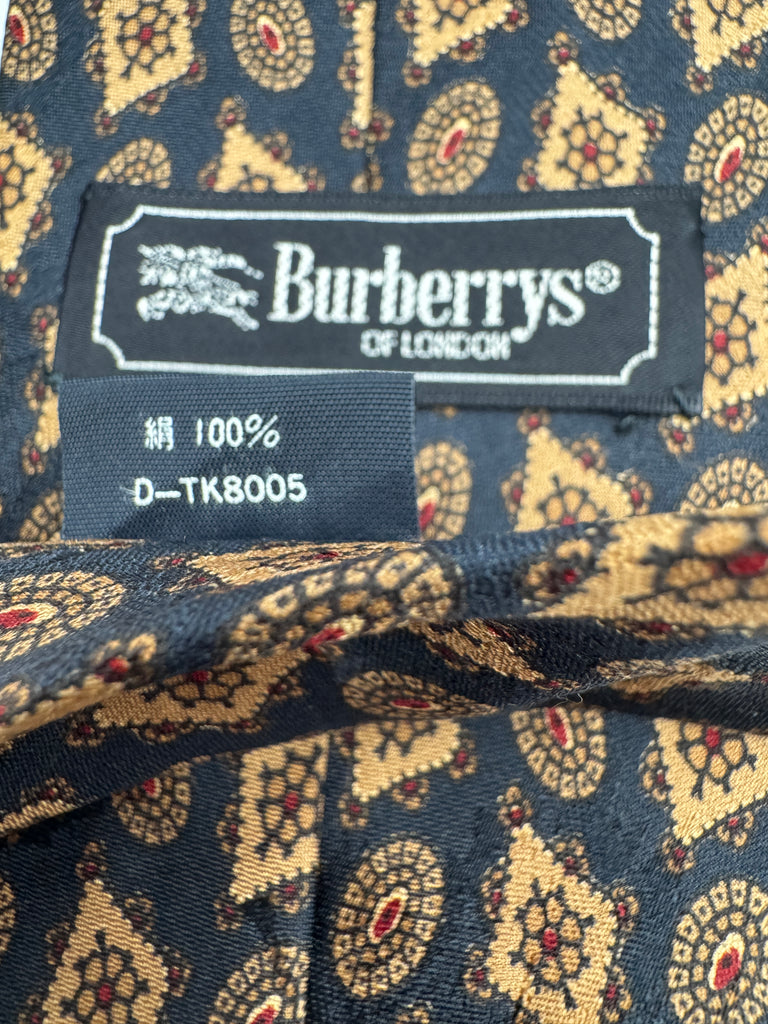 Burberrys®
OF LONDON
絹 100%
D-TK8005